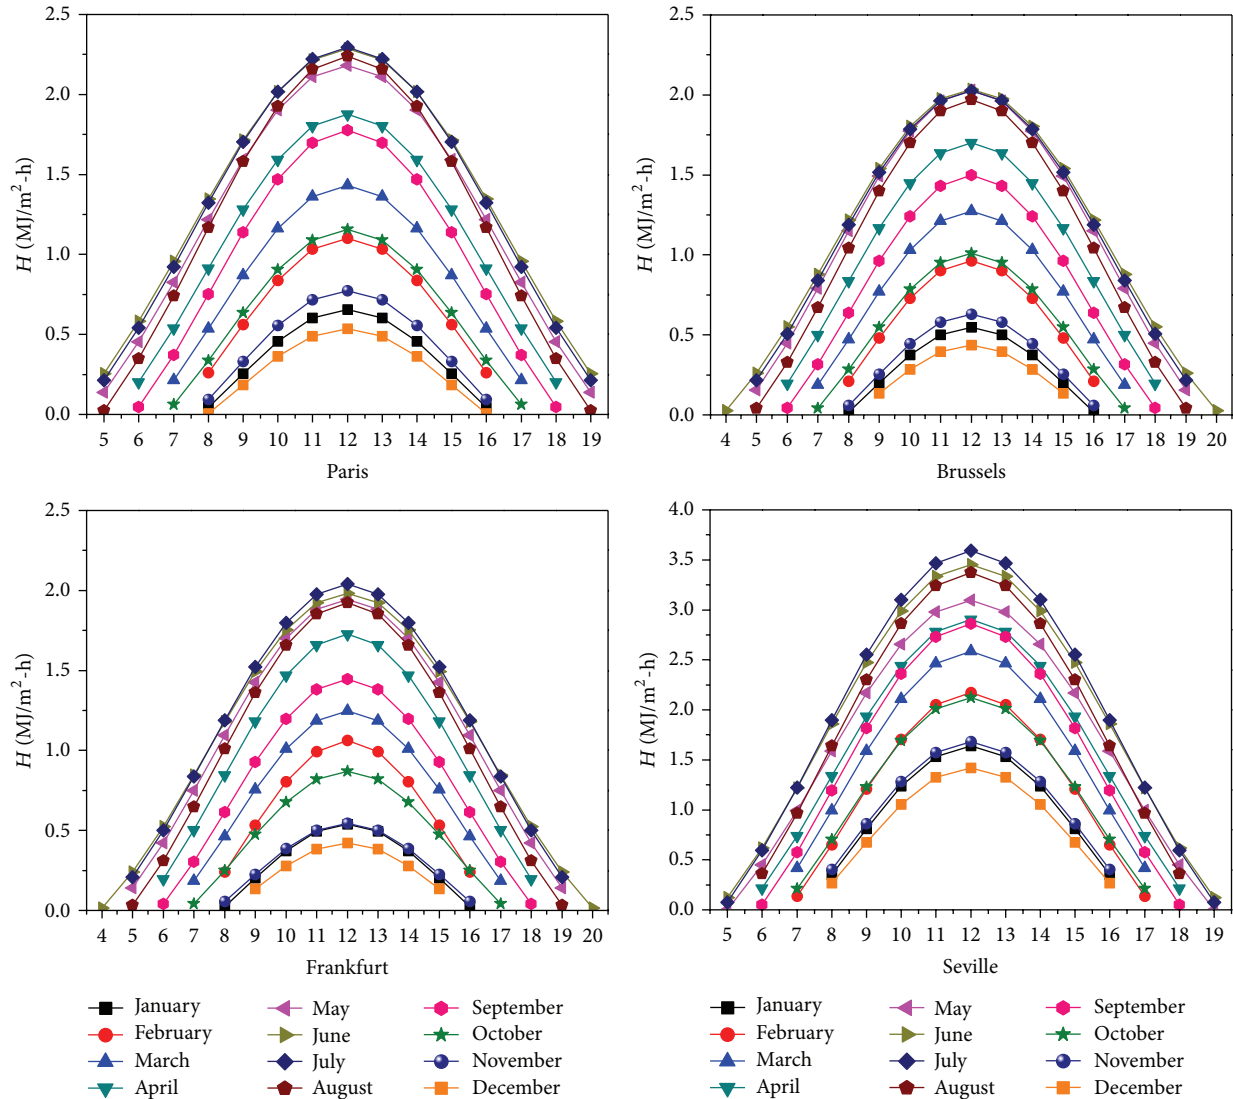 2.5
2.0
1.5
1.0
0.5
0.0
H (MJ/m²-h)
5 6 7 8 9 10 11 12 13 14 15 16 17 18 19
Paris
2.5
2.0
1.5
1.0
0.5
0.0
H (MJ/m²-h)
4 5 6 7 8 9 10 11 12 13 14 15 16 17 18 19 20
Brussels
2.5
2.0
1.5
1.0
0.5
0.0
H (MJ/m²-h)
4 5 6 7 8 9 10 11 12 13 14 15 16 17 18 19 20
Frankfurt
4.0
3.5
3.0
2.5
2.0
1.5
1.0
0.5
0.0
H (MJ/m²-h)
5 6 7 8 9 10 11 12 13 14 15 16 17 18 19
Seville
January May September
February June October
March July November
April August December
January May September
February June October
March July November
April August December